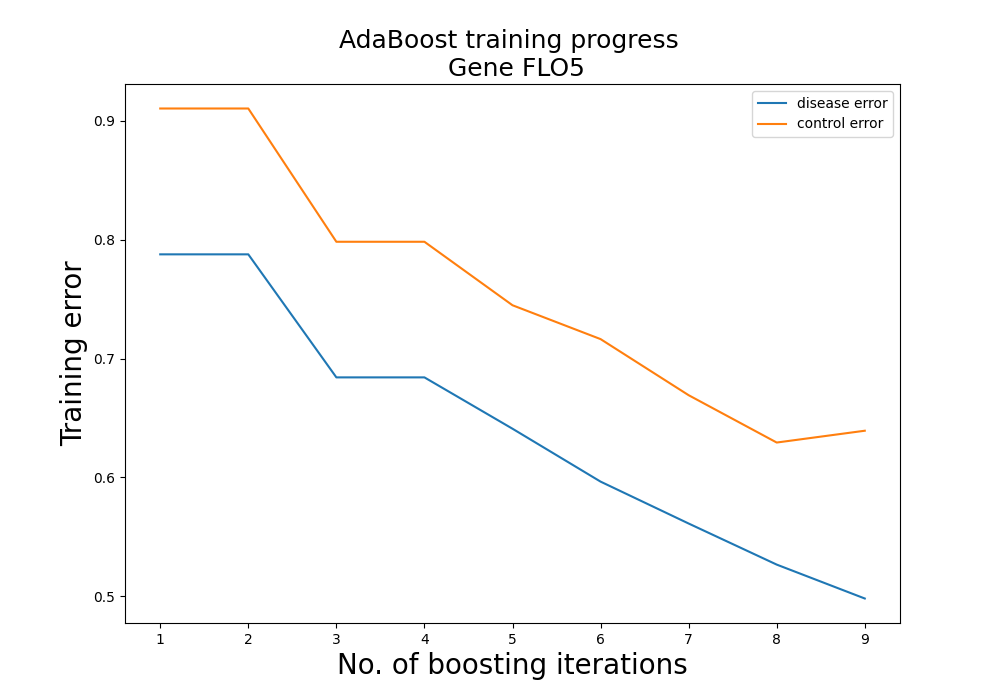 AdaBoost training progress
Gene FLO5
disease error
control error
Training error
0.9
0.8
0.7
0.6
0.5
1 2 3 4 5 6 7 8 9
No. of boosting iterations